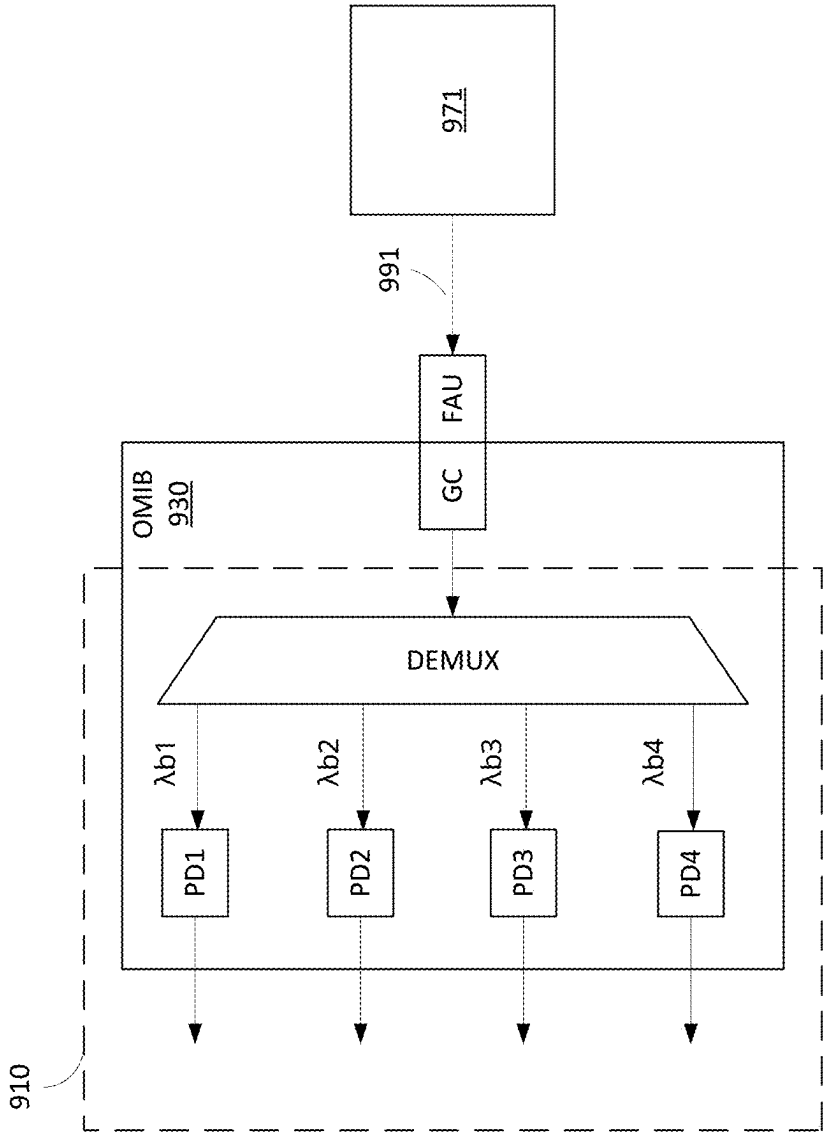 910
OMIB
930
PD1
λb1
PD2
λb2
PD3
λb3
PD4
λb4
DEMUX
GC
FAU
991
971